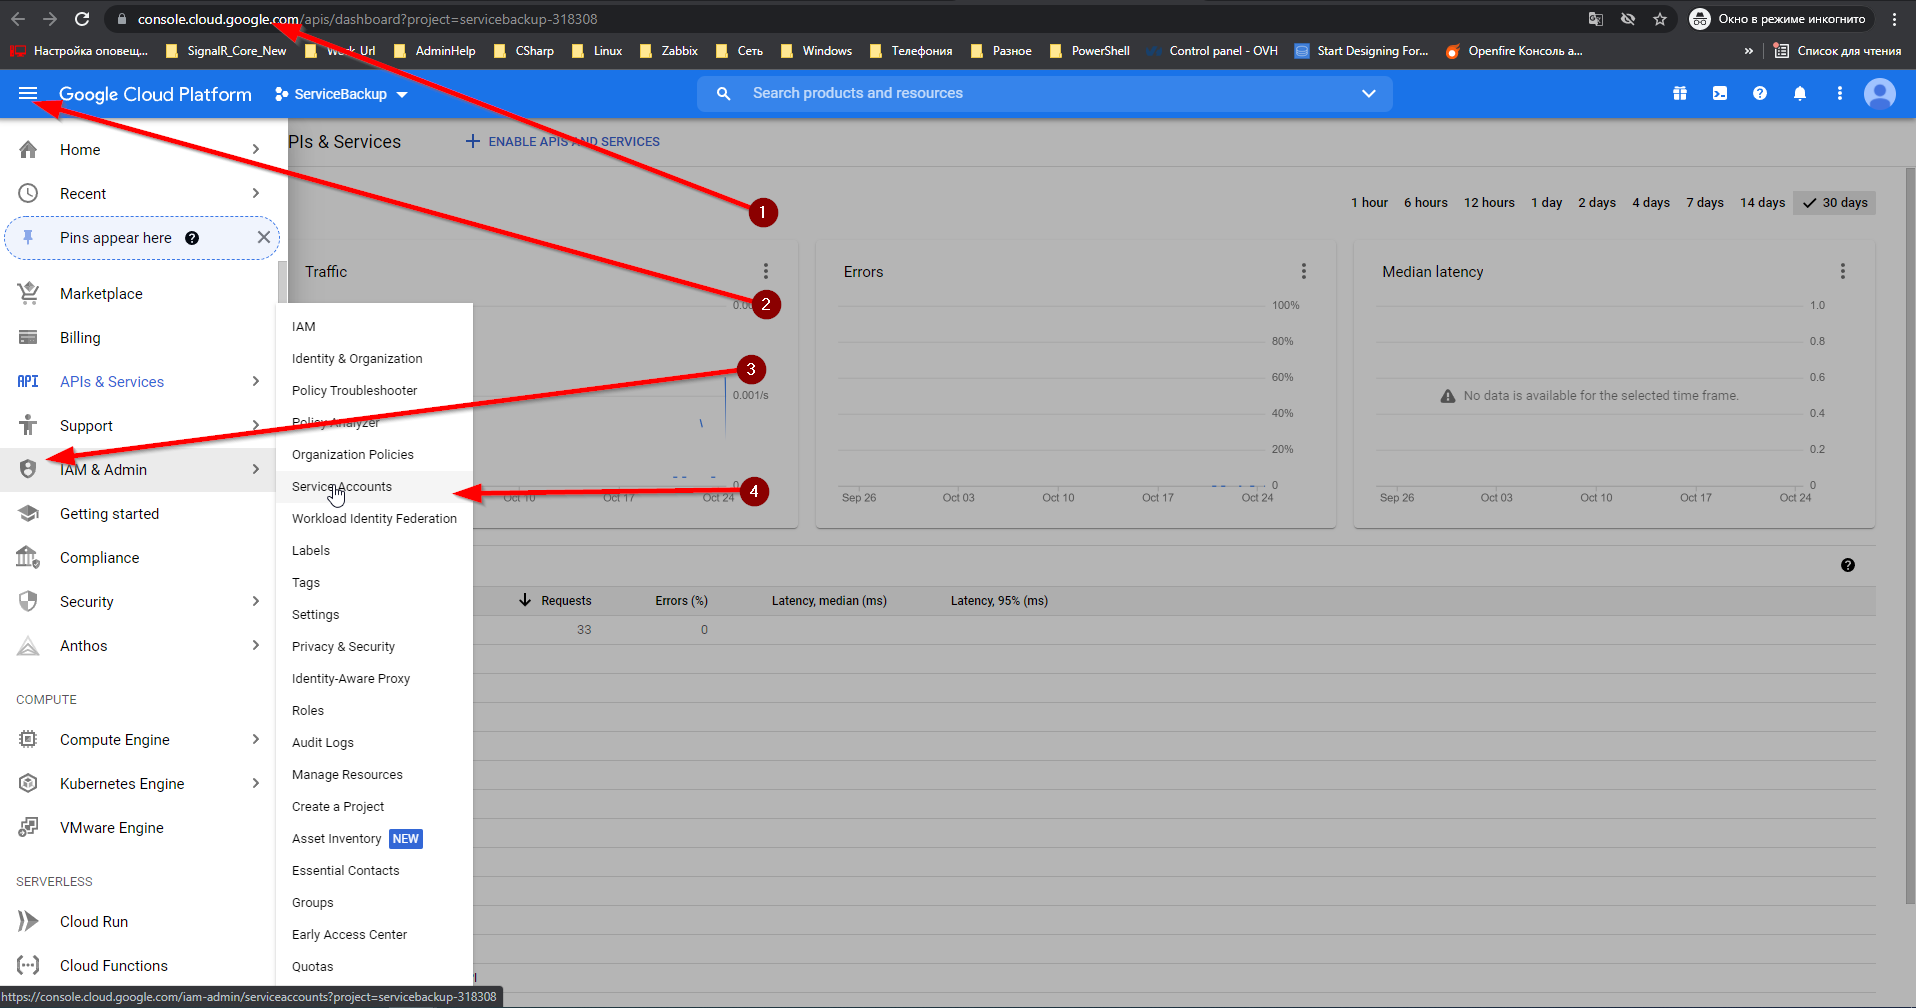 console.cloud.google.com/apis/dashboard?project=servicebackup-318308
Окно в режиме инкогнито
Настройка оповещ...
SignalR_Core_New
Work_Url
AdminHelp
CSharp
Linux
Zabbix
Сеть
Windows
Телефония
Разное
PowerShell
Control panel - OVH
Start Designing For...
Openfire Консоль а...
»
Список для чтения
Google Cloud Platform
ServiceBackup
Search products and resources
Home
Recent
Pins appear here
Marketplace
Billing
API
APIs & Services
Support
IAM & Admin
Getting started
Compliance
Security
Anthos
COMPUTE
Compute Engine
Kubernetes Engine
VMware Engine
SERVERLESS
Cloud Run
Cloud Functions
IAM
Identity & Organization
Policy Troubleshooter
Policy Analyzer
Organization Policies
Service Accounts
Workload Identity Federation
Labels
Tags
Settings
Privacy & Security
Identity-Aware Proxy
Roles
Audit Logs
Manage Resources
Create a Project
Asset Inventory NEW
Essential Contacts
Groups
Early Access Center
Quotas
PIs & Services
ENABLE APIS AND SERVICES
1 hour
6 hours
12 hours
1 day
2 days
4 days
7 days
14 days
30 days
1
2
3
4
Traffic
0.001/s
0
Oct 10
Oct 17
Oct 24
Errors
100%
80%
60%
40%
20%
0
Sep 26
Oct 03
Oct 10
Oct 17
Oct 24
Median latency
1.0
0.8
0.6
0.4
0.2
0
No data is available for the selected time frame.
Sep 26
Oct 03
Oct 10
Oct 17
Oct 24
Requests
Errors (%)
Latency, median (ms)
Latency, 95% (ms)
33
0
https://console.cloud.google.com/iam-admin/serviceaccounts?project=servicebackup-318308